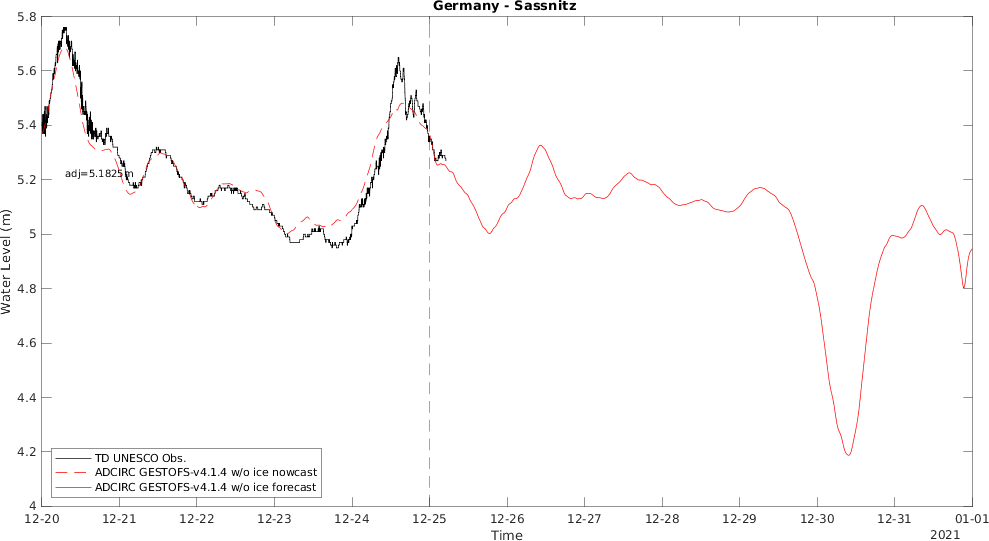 Germany - Sassnitz
5.8
5.6
5.4
5.2
5
4.8
4.6
4.4
4.2
4
Water Level (m)
adj=5.1825 m
TD UNESCO Obs.
ADCIRC GESTOFS-v4.1.4 w/o ice nowcast
ADCIRC GESTOFS-v4.1.4 w/o ice forecast
12-20 12-21 12-22 12-23 12-24 12-25 12-26 12-27 12-28 12-29 12-30 12-31 01-01
Time
2021